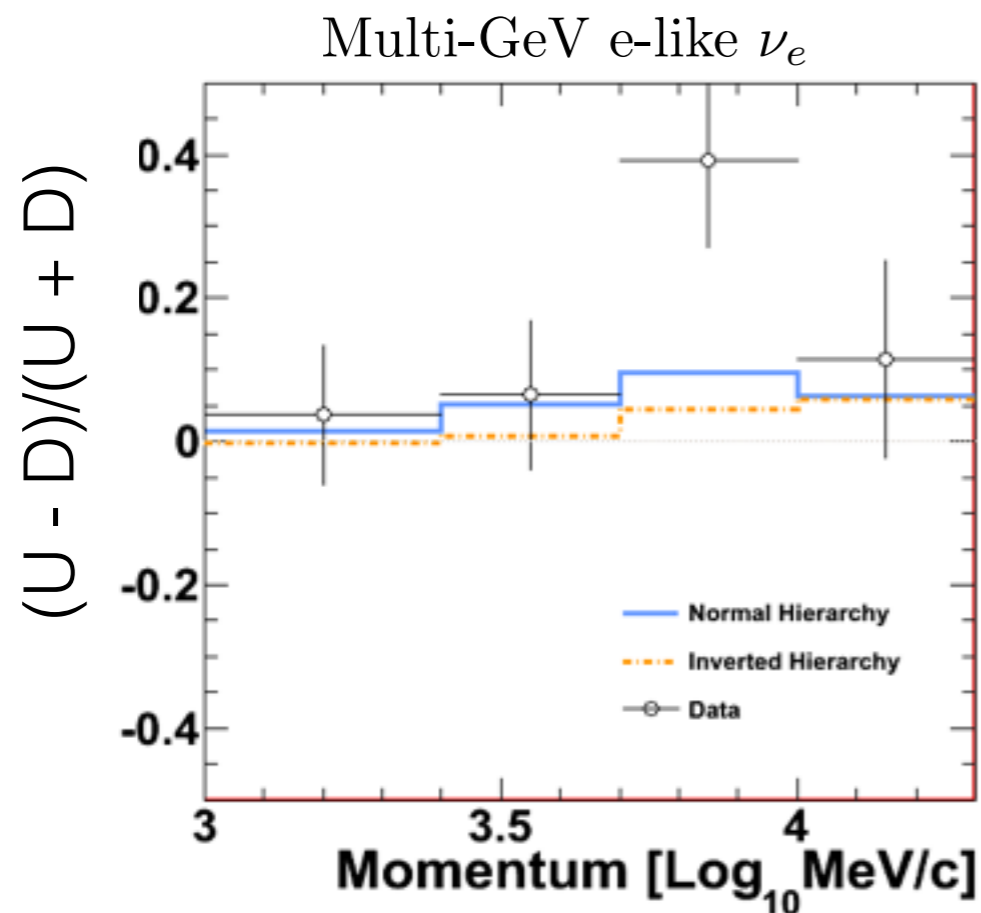 Multi-GeV e-like νₑ
(U - D)/(U + D)
0.4
0.2
0
-0.2
-0.4
Normal Hierarchy
Inverted Hierarchy
Data
3 3.5 4
Momentum [Log₁₀MeV/c]